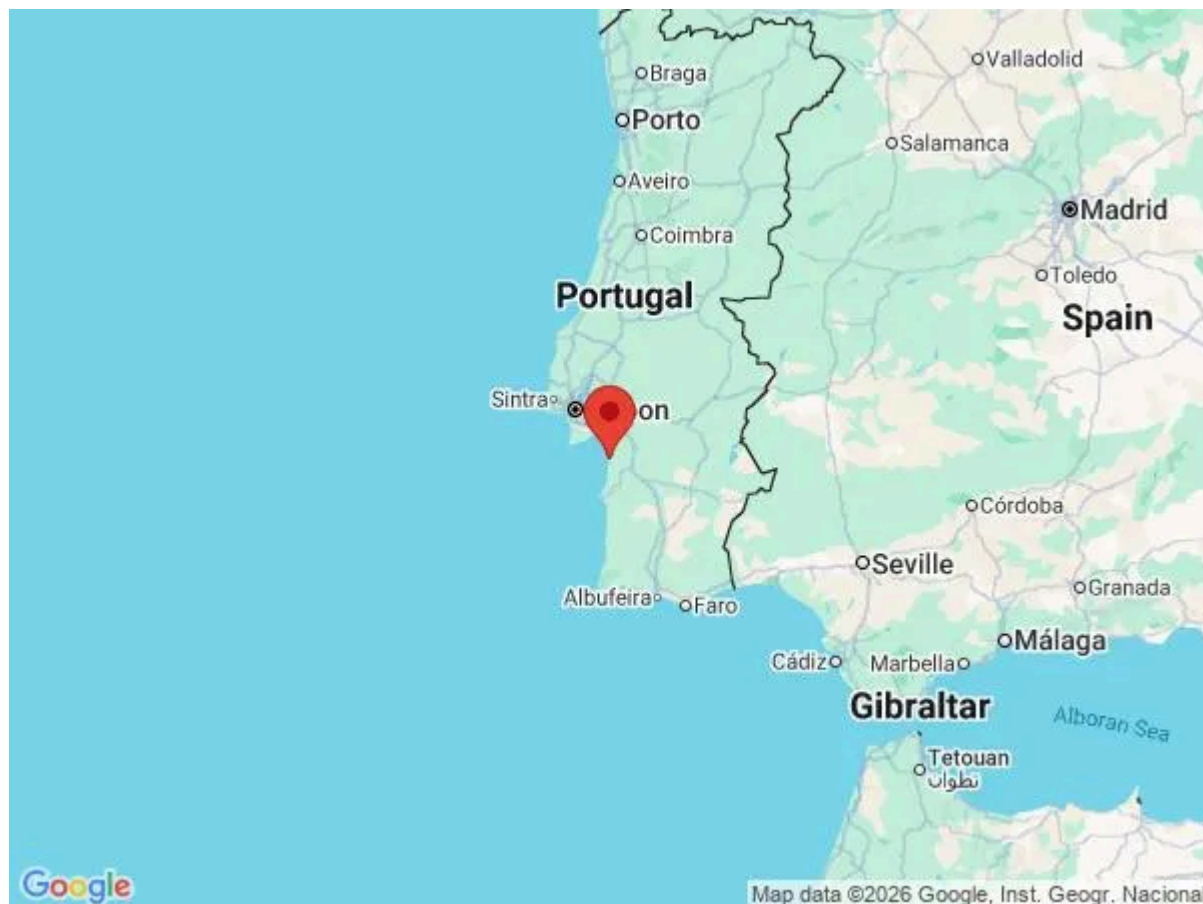 Braga
Valladolid
Porto
Salamanca
Aveiro
Madrid
Coimbra
Toledo
Portugal
Spain
Sintra
on
Córdoba
Seville
Granada
Albufeira
Faro
Málaga
Cádiz
Marbella
Gibraltar
Alboran Sea
Tetouan
تطوان
Google
Map data ©2026 Google, Inst. Geogr. Nacional